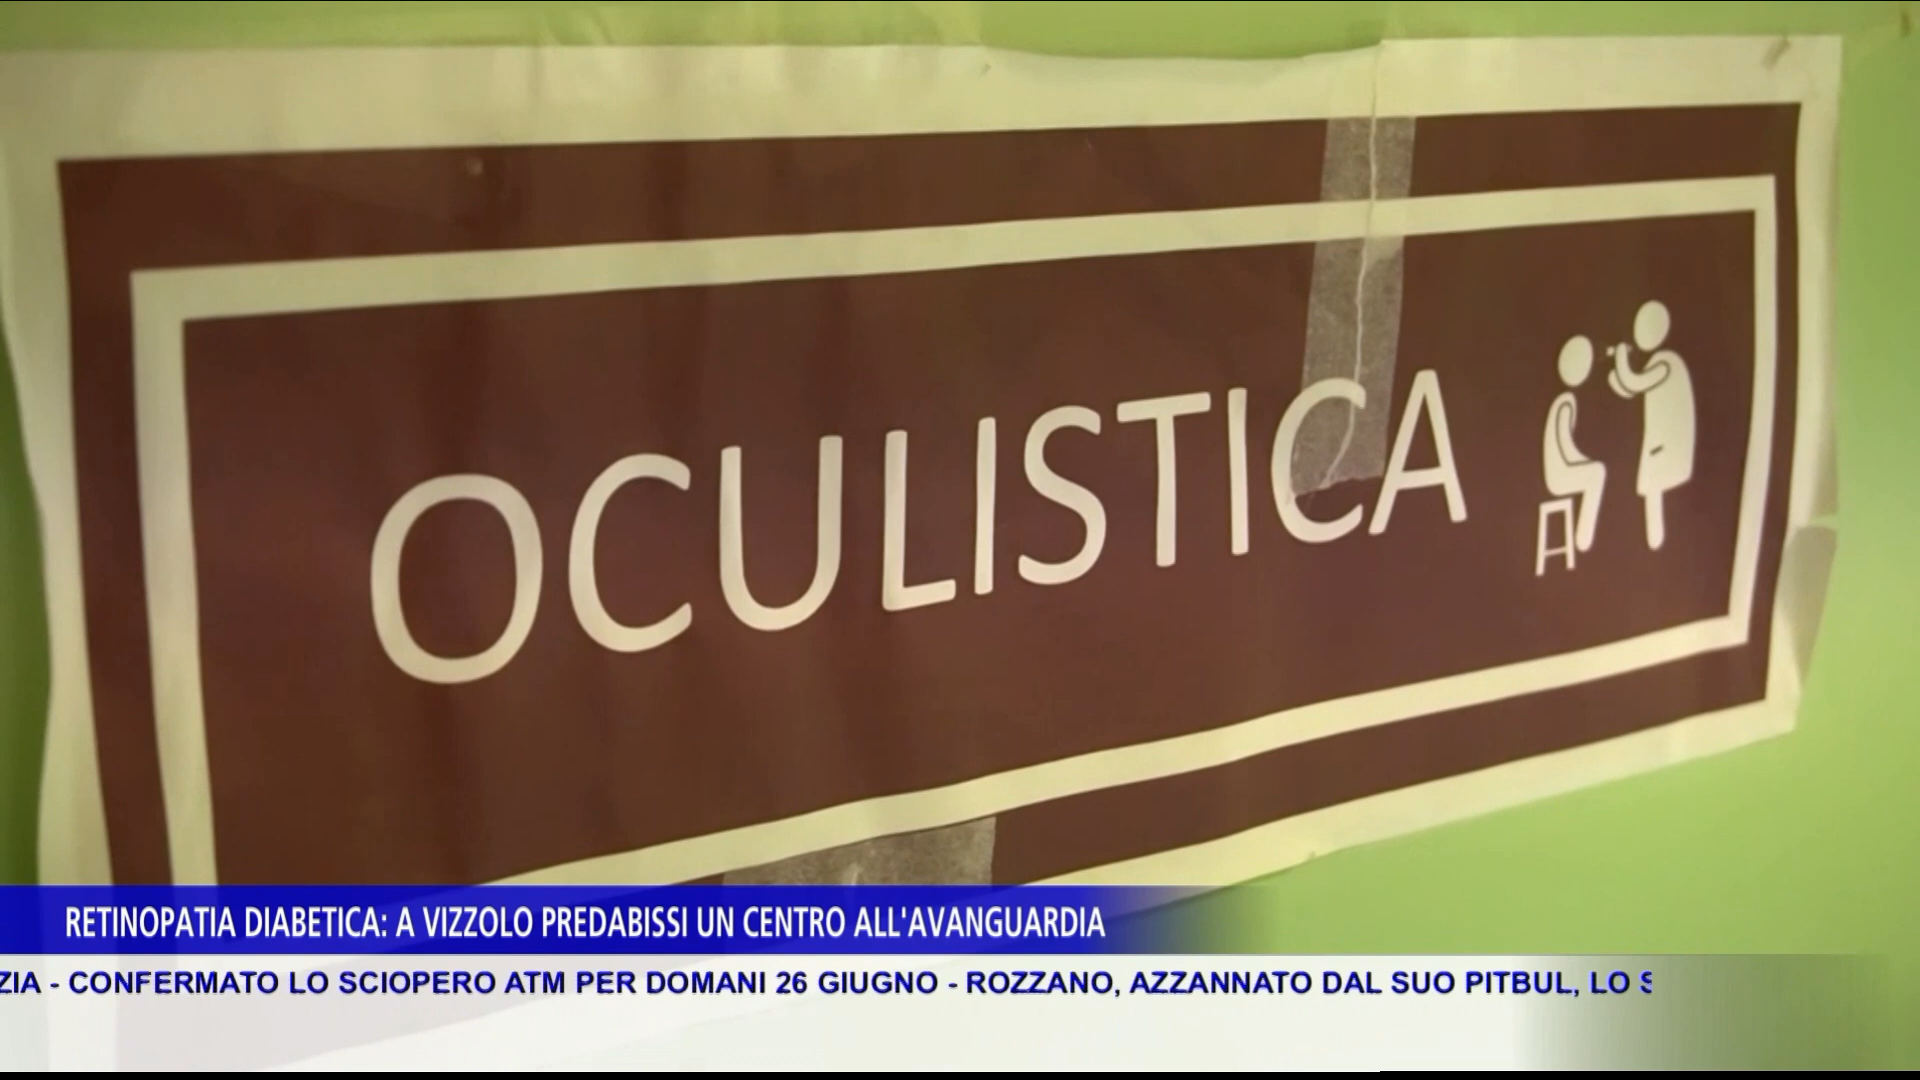 OCULISTICA
RETINOPATIA DIABETICA: A VIZZOLO PREDABISSI UN CENTRO ALL'AVANGUARDIA
ZIA - CONFERMATO LO SCIOPERO ATM PER DOMANI 26 GIUGNO - ROZZANO, AZZANNATO DAL SUO PITBUL, LO S